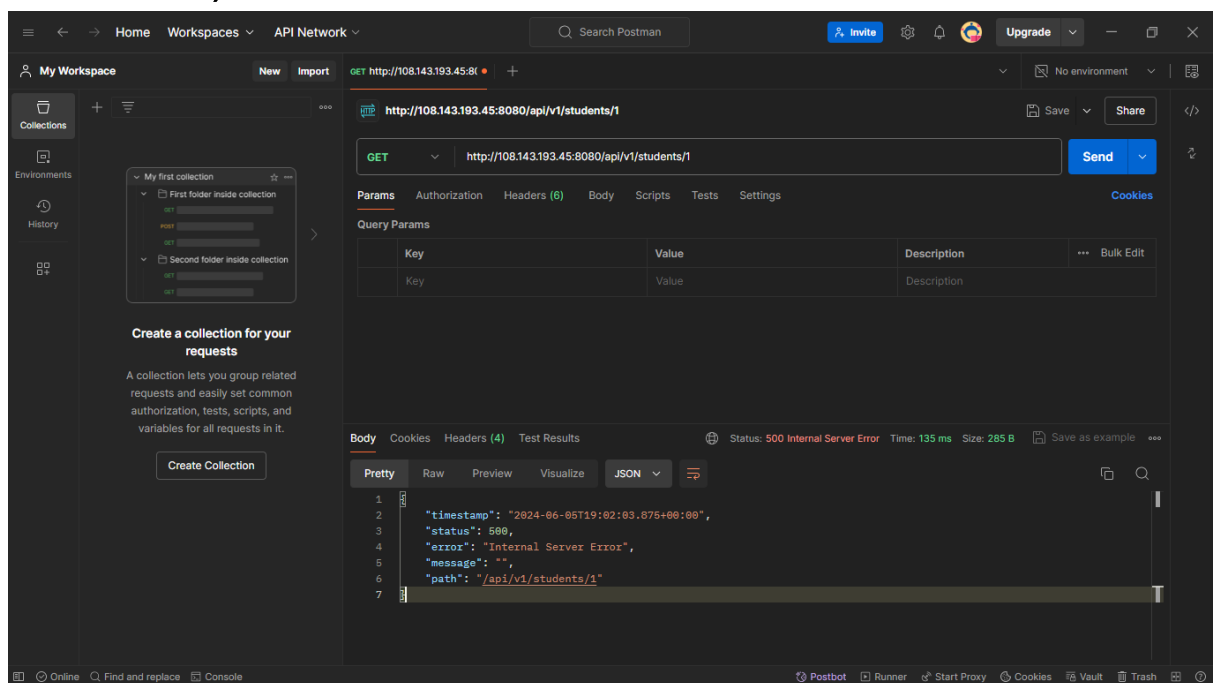 Home Workspaces API Network Search Postman Invite Upgrade
My Workspace New Import GET http://108.143.193.45:8( No environment
Collections
Environments
History
My first collection
First folder inside collection
GET
POST
GET
Second folder inside collection
GET
GET
Create a collection for your
requests
A collection lets you group related
requests and easily set common
authorization, tests, scripts, and
variables for all requests in it.
Create Collection
HTTP http://108.143.193.45:8080/api/v1/students/1 Save Share
GET http://108.143.193.45:8080/api/v1/students/1 Send
Params Authorization Headers (6) Body Scripts Tests Settings Cookies
Query Params
Key Value Description Bulk Edit
Key Value Description
Body Cookies Headers (4) Test Results Status: 500 Internal Server Error Time: 135 ms Size: 285 B Save as example
Pretty Raw Preview Visualize JSON
1 {
2 "timestamp": "2024-06-05T19:02:03.875+00:00",
3 "status": 500,
4 "error": "Internal Server Error",
5 "message": "",
6 "path": "/api/v1/students/1"
7 }
Online Find and replace Console Postbot Runner Start Proxy Cookies Vault Trash